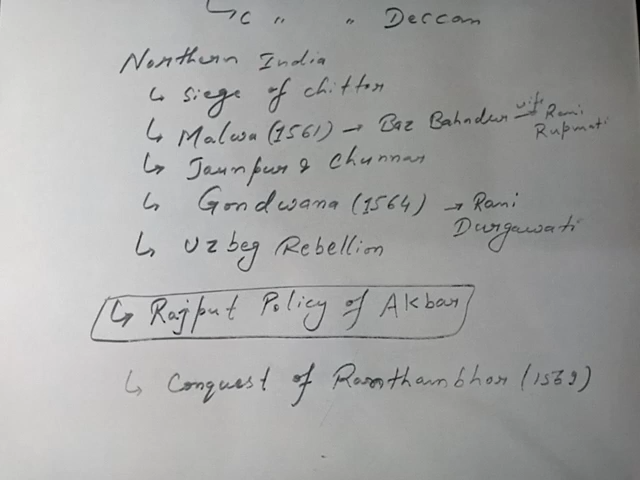 ↳ C " " Deccan
Northern India
↳ siege of chittor
↳ Malwa (1561) → Baz Bahadur wife→ Rani Rupmati
↳ Jaunpur & Chunnar
↳ Gondwana (1564) → Rani Durgawati
↳ Uzbeg Rebellion
↳ Rajput Policy of Akbar
↳ Conquest of Ranthambhor (1569)